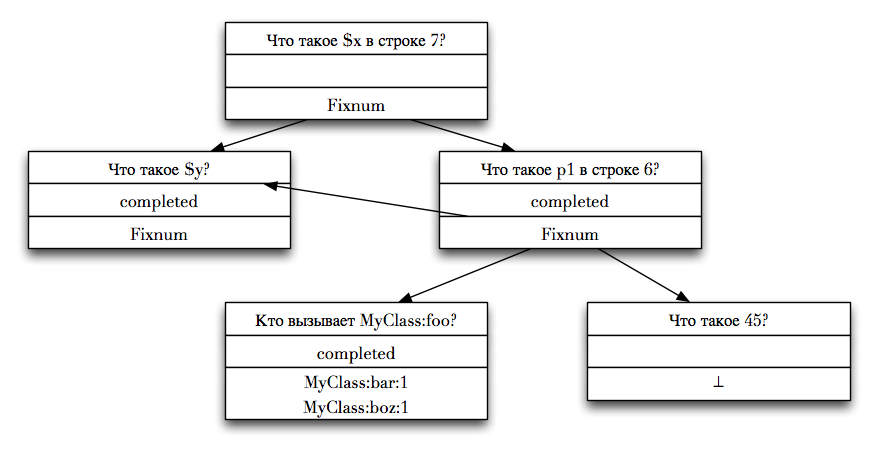 Что такое $x в строке 7?
Fixnum
Что такое $y?
completed
Fixnum
Что такое p1 в строке 6?
completed
Fixnum
Кто вызывает MyClass:foo?
completed
MyClass:bar:1
MyClass:boz:1
Что такое 45?
⊥